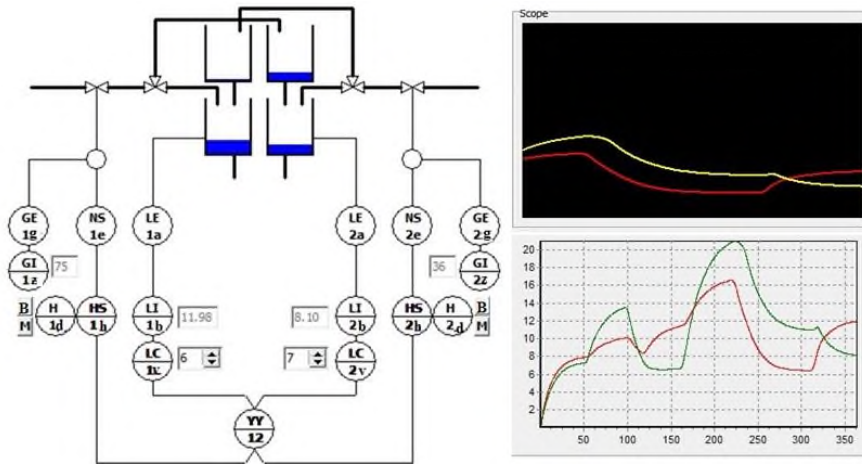 Scope
GE
1g
NS
1e
LE
1a
LE
2a
NS
2e
GE
2g
GI
1z
75
36
GI
2z
B
M
H
1d
HS
1h
LI
1b
11.98
8.10
LI
2b
HS
2h
H
2d
B
M
LC
1v
6
7
LC
2v
YY
12
20
18
16
14
12
10
8
6
4
2
50 100 150 200 250 300 350